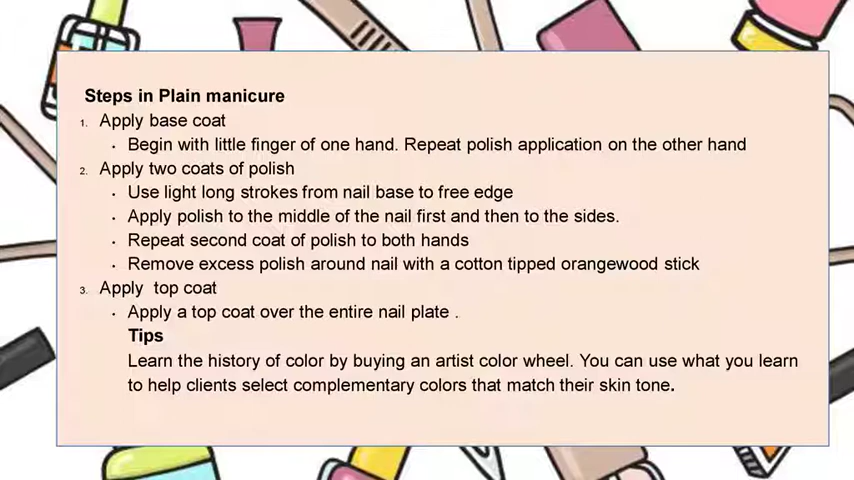 Steps in Plain manicure
1. Apply base coat
• Begin with little finger of one hand. Repeat polish application on the other hand
2. Apply two coats of polish
• Use light long strokes from nail base to free edge
• Apply polish to the middle of the nail first and then to the sides.
• Repeat second coat of polish to both hands
• Remove excess polish around nail with a cotton tipped orangewood stick
3. Apply  top coat
• Apply a top coat over the entire nail plate .
Tips
Learn the history of color by buying an artist color wheel. You can use what you learn
to help clients select complementary colors that match their skin tone.